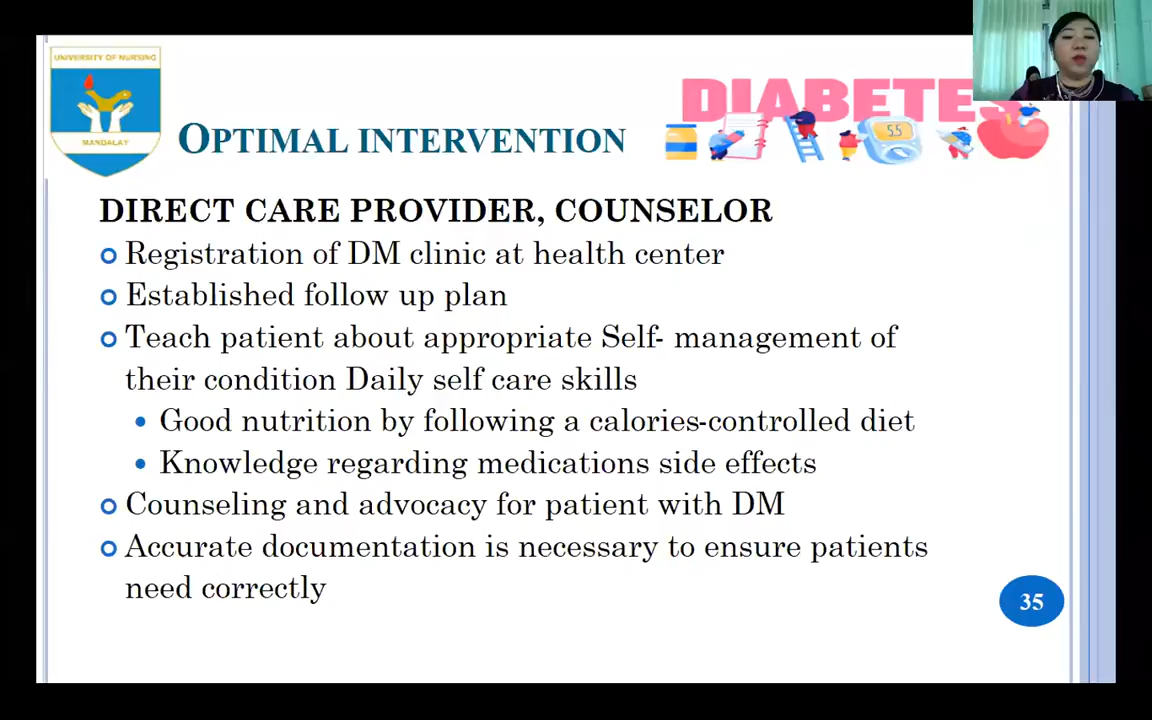 UNIVERSITY OF NURSING
MANDALAY
OPTIMAL INTERVENTION
DIABETES
5.5
DIRECT CARE PROVIDER, COUNSELOR
Registration of DM clinic at health center
Established follow up plan
Teach patient about appropriate Self- management of
their condition Daily self care skills
Good nutrition by following a calories-controlled diet
Knowledge regarding medications side effects
Counseling and advocacy for patient with DM
Accurate documentation is necessary to ensure patients
need correctly
35